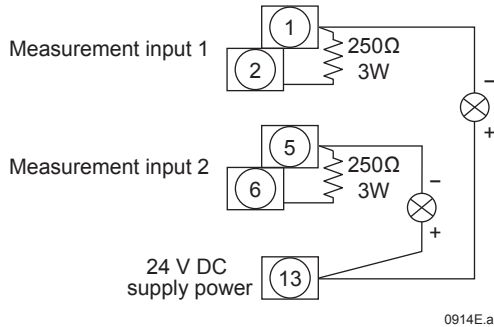 1
Measurement input 1
250Ω
2
3W
−
+
5
Measurement input 2
250Ω
6
3W
−
+
24 V DC
supply power
13
0914E.a